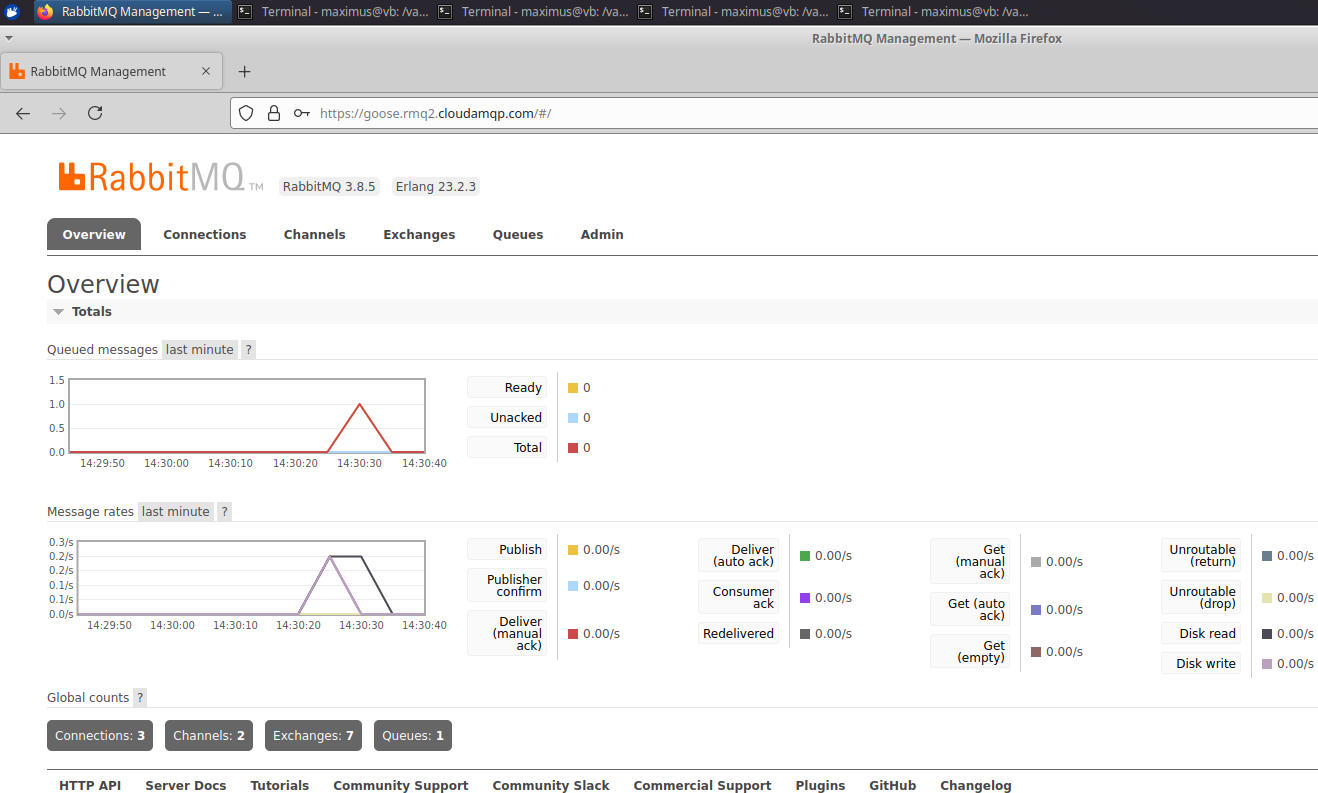 RabbitMQ Management — ... Terminal - maximus@vb: /va... Terminal - maximus@vb: /va... Terminal - maximus@vb: /va... Terminal - maximus@vb: /va...
RabbitMQ Management — Mozilla Firefox
RabbitMQ Management
https://goose.rmq2.cloudamqp.com/#/
RabbitMQ TM RabbitMQ 3.8.5 Erlang 23.2.3
Overview Connections Channels Exchanges Queues Admin
Overview
Totals
Queued messages last minute ?
1.5
1.0
0.5
0.0
14:29:50 14:30:00 14:30:10 14:30:20 14:30:30 14:30:40
Ready 0
Unacked 0
Total 0
Message rates last minute ?
0.3/s
0.2/s
0.2/s
0.1/s
0.1/s
0.0/s
14:29:50 14:30:00 14:30:10 14:30:20 14:30:30 14:30:40
Publish 0.00/s
Publisher
confirm 0.00/s
Deliver
(manual
ack) 0.00/s
Deliver
(auto ack) 0.00/s
Consumer
ack 0.00/s
Redelivered 0.00/s
Get
(manual
ack) 0.00/s
Get (auto
ack) 0.00/s
Get
(empty) 0.00/s
Unroutable
(return) 0.00/s
Unroutable
(drop) 0.00/s
Disk read 0.00/s
Disk write 0.00/s
Global counts ?
Connections: 3 Channels: 2 Exchanges: 7 Queues: 1
HTTP API Server Docs Tutorials Community Support Community Slack Commercial Support Plugins GitHub Changelog